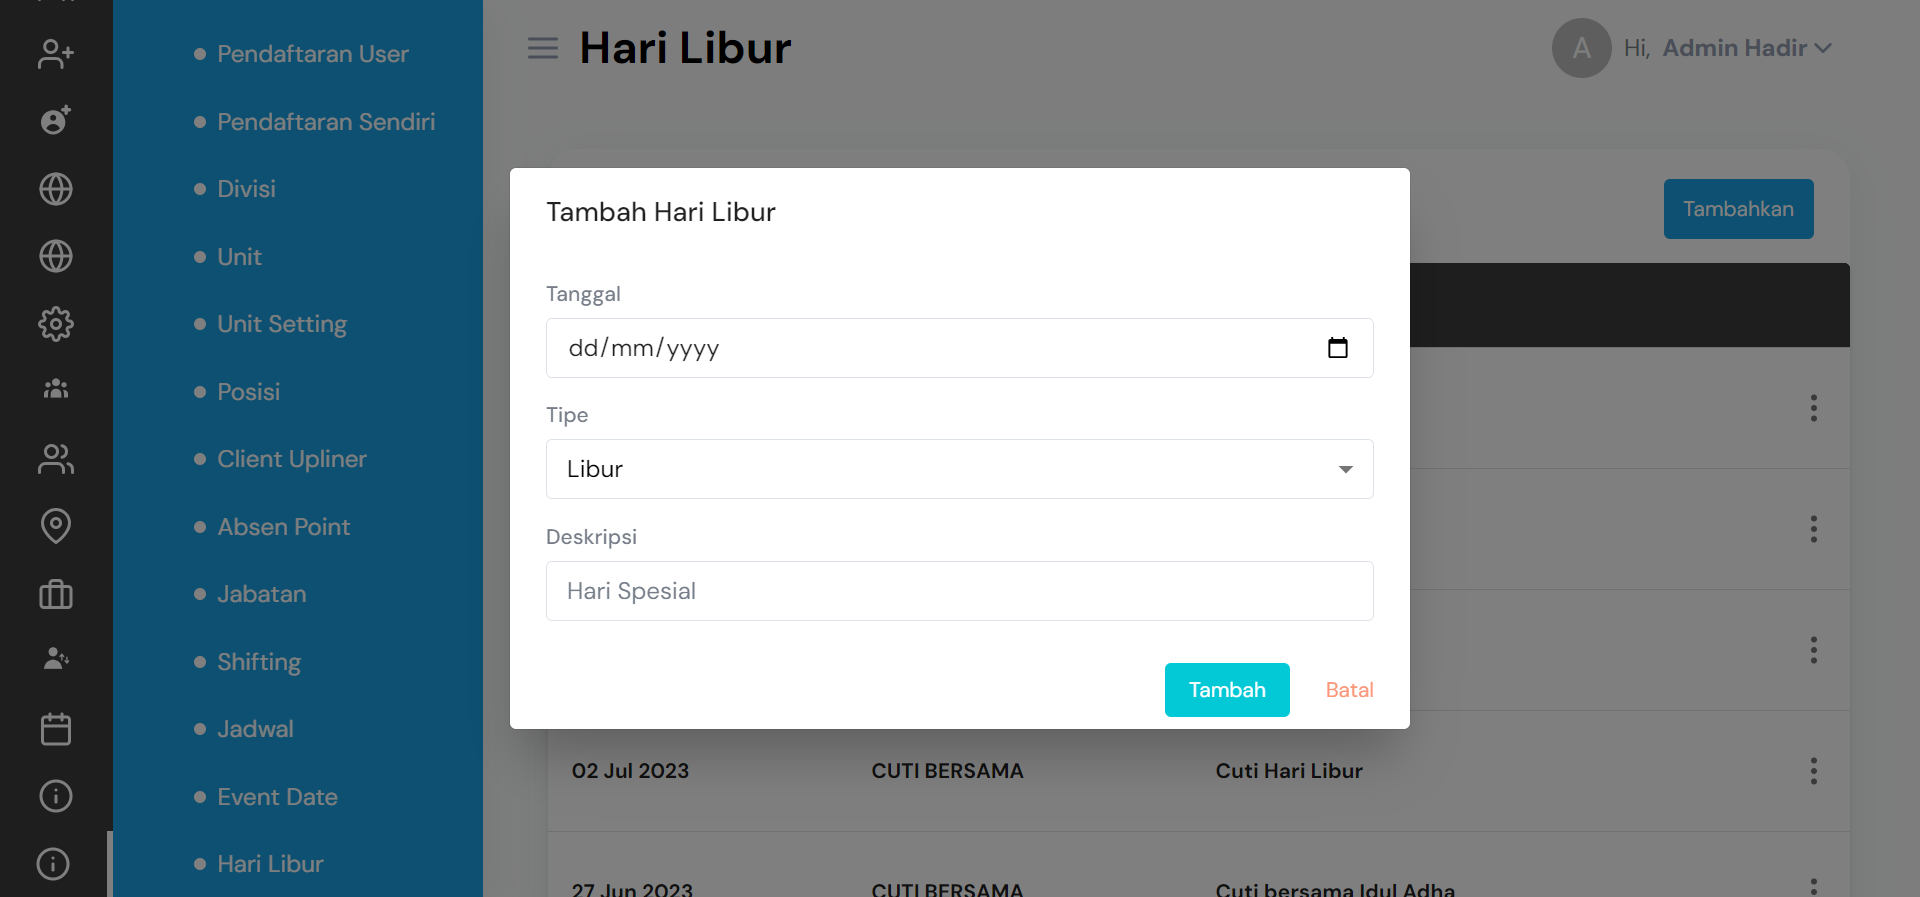 Pendaftaran User
Pendaftaran Sendiri
Divisi
Unit
Unit Setting
Posisi
Client Upliner
Absen Point
Jabatan
Shifting
Jadwal
Event Date
Hari Libur
Hari Libur
A Hi, Admin Hadir
Tambahkan
Tambah Hari Libur
Tanggal
dd/mm/yyyy
Tipe
Libur
Deskripsi
Hari Spesial
Tambah Batal
02 Jul 2023 CUTI BERSAMA Cuti Hari Libur
27 Jun 2023 CUTI BERSAMA Cuti bersama Idul Adha